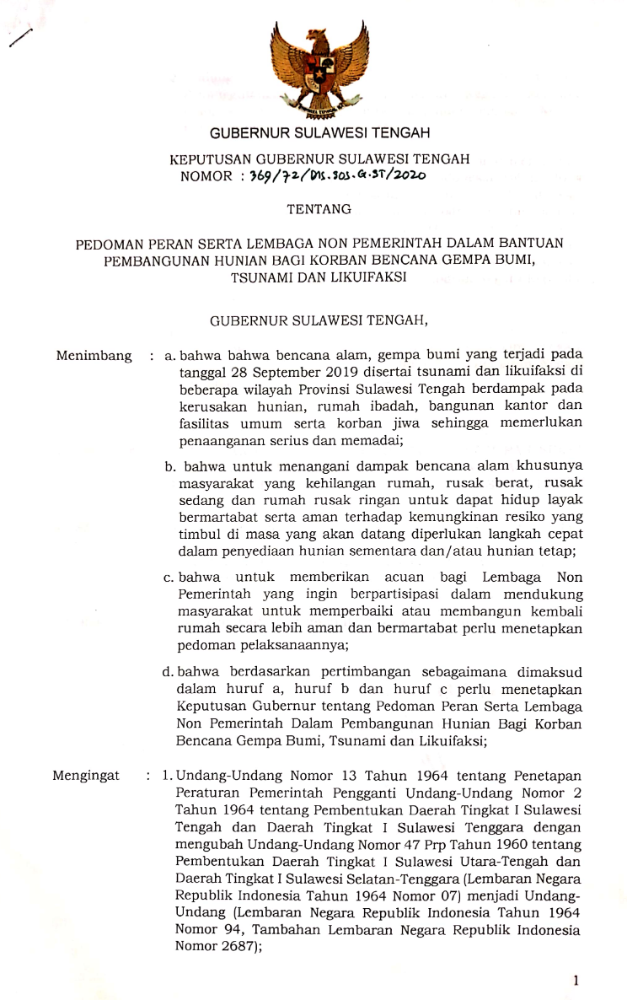 GUBERNUR SULAWESI TENGAH
KEPUTUSAN GUBERNUR SULAWESI TENGAH
NOMOR : 369/72/DIS.SOS.G.ST/2020
TENTANG
PEDOMAN PERAN SERTA LEMBAGA NON PEMERINTAH DALAM BANTUAN
PEMBANGUNAN HUNIAN BAGI KORBAN BENCANA GEMPA BUMI,
TSUNAMI DAN LIKUIFAKSI
GUBERNUR SULAWESI TENGAH,
Menimbang : a. bahwa bahwa bencana alam, gempa bumi yang terjadi pada
tanggal 28 September 2019 disertai tsunami dan likuifaksi di
beberapa wilayah Provinsi Sulawesi Tengah berdampak pada
kerusakan hunian, rumah ibadah, bangunan kantor dan
fasilitas umum serta korban jiwa sehingga memerlukan
penaanganan serius dan memadai;
b. bahwa untuk menangani dampak bencana alam khusunya
masyarakat yang kehilangan rumah, rusak berat, rusak
sedang dan rumah rusak ringan untuk dapat hidup layak
bermartabat serta aman terhadap kemungkinan resiko yang
timbul di masa yang akan datang diperlukan langkah cepat
dalam penyediaan hunian sementara dan/atau hunian tetap;
c. bahwa untuk memberikan acuan bagi Lembaga Non
Pemerintah yang ingin berpartisipasi dalam mendukung
masyarakat untuk memperbaiki atau membangun kembali
rumah secara lebih aman dan bermartabat perlu menetapkan
pedoman pelaksanaannya;
d. bahwa berdasarkan pertimbangan sebagaimana dimaksud
dalam huruf a, huruf b dan huruf c perlu menetapkan
Keputusan Gubernur tentang Pedoman Peran Serta Lembaga
Non Pemerintah Dalam Pembangunan Hunian Bagi Korban
Bencana Gempa Bumi, Tsunami dan Likuifaksi;
Mengingat : 1. Undang-Undang Nomor 13 Tahun 1964 tentang Penetapan
Peraturan Pemerintah Pengganti Undang-Undang Nomor 2
Tahun 1964 tentang Pembentukan Daerah Tingkat I Sulawesi
Tengah dan Daerah Tingkat I Sulawesi Tenggara dengan
mengubah Undang-Undang Nomor 47 Prp Tahun 1960 tentang
Pembentukan Daerah Tingkat I Sulawesi Utara-Tengah dan
Daerah Tingkat I Sulawesi Selatan-Tenggara (Lembaran Negara
Republik Indonesia Tahun 1964 Nomor 07) menjadi Undang-
Undang (Lembaran Negara Republik Indonesia Tahun 1964
Nomor 94, Tambahan Lembaran Negara Republik Indonesia
Nomor 2687);
1